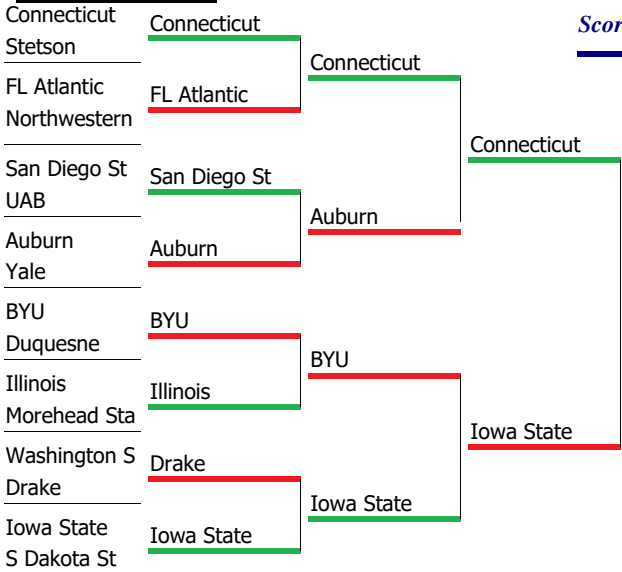 Connecticut
Stetson
FL Atlantic
Northwestern
San Diego St
UAB
Auburn
Yale
BYU
Duquesne
Illinois
Morehead Sta
Washington S
Drake
Iowa State
S Dakota St
Connecticut
FL Atlantic
San Diego St
Auburn
BYU
Illinois
Drake
Iowa State
Connecticut
Auburn
BYU
Iowa State
Connecticut
Iowa State
Scor